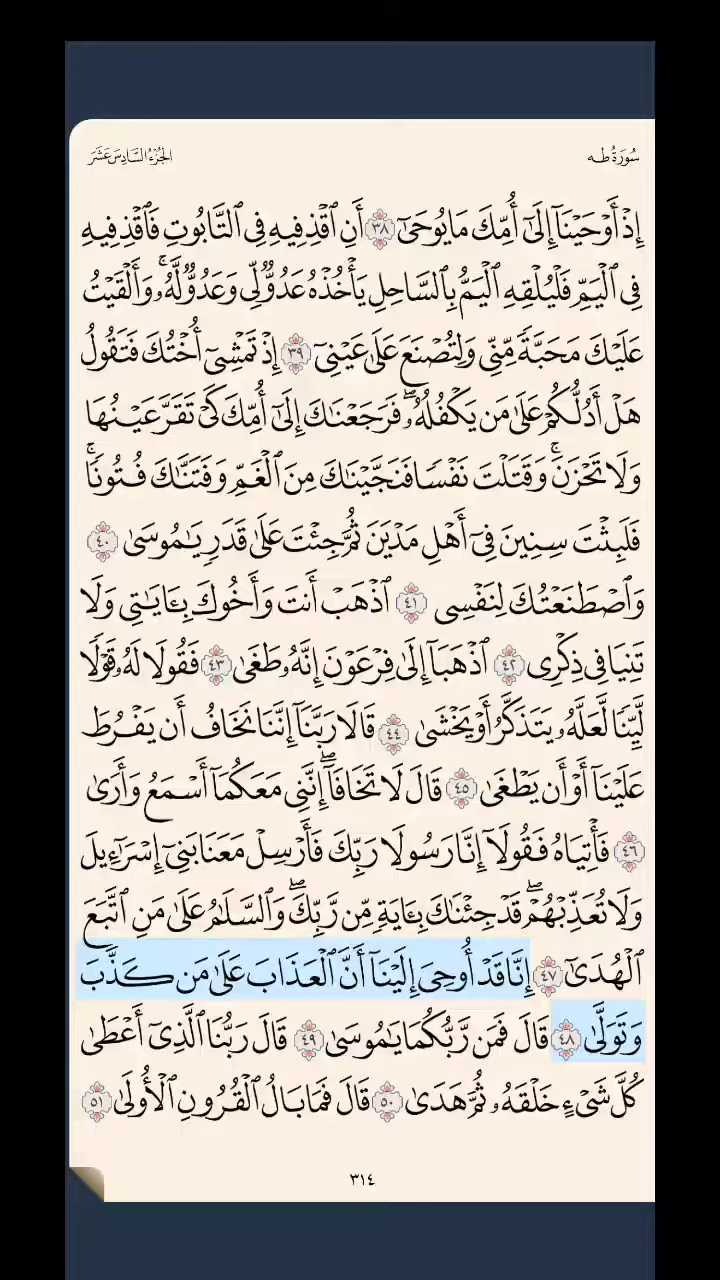 سُورَةُ طه
الجُزْءُ السَّادِسَ عَشَرَ
إِذْ أَوْحَيْنَآ إِلَىٰٓ أُمِّكَ مَا يُوحَىٰٓ ٣٨ أَنِ ٱقْذِفِيهِ فِى ٱلتَّابُوتِ فَٱقْذِفِيهِ
فِى ٱلْيَمِّ فَلْيُلْقِهِ ٱلْيَمُّ بِٱلسَّاحِلِ يَأْخُذْهُ عَدُوٌّ لِّى وَعَدُوٌّ لَّهُۥ ۚ وَأَلْقَيْتُ
عَلَيْكَ مَحَبَّةً مِّنِّى وَلِتُصْنَعَ عَلَىٰ عَيْنِىٓ ٣٩ إِذْ تَمْشِىٓ أُخْتُكَ فَتَقُولُ
هَلْ أَدُلُّكُمْ عَلَىٰ مَن يَكْفُلُهُۥ ۖ فَرَجَعْنَٰكَ إِلَىٰٓ أُمِّكَ كَىْ تَقَرَّ عَيْنُهَا
وَلَا تَحْزَنَ ۚ وَقَتَلْتَ نَفْسًا فَنَجَّيْنَٰكَ مِنَ ٱلْغَمِّ وَفَتَنَّٰكَ فُتُونًا ۚ
فَلَبِثْتَ سِنِينَ فِىٓ أَهْلِ مَدْيَنَ ثُمَّ جِئْتَ عَلَىٰ قَدَرٍ يَٰمُوسَىٰ ٤٠
وَٱصْطَنَعْتُكَ لِنَفْسِى ٤١ ٱذْهَبْ أَنتَ وَأَخُوكَ بِـَٔايَٰتِى وَلَا
تَنِيَا فِى ذِكْرِى ٤٢ ٱذْهَبَآ إِلَىٰ فِرْعَوْنَ إِنَّهُۥ طَغَىٰ ٤٣ فَقُولَا لَهُۥ قَوْلًا
لَّيِّنًا لَّعَلَّهُۥ يَتَذَكَّرُ أَوْ يَخْشَىٰ ٤٤ قَالَا رَبَّنَآ إِنَّنَا نَخَافُ أَن يَفْرُطَ
عَلَيْنَآ أَوْ أَن يَطْغَىٰ ٤٥ قَالَ لَا تَخَافَآ ۖ إِنَّنِى مَعَكُمَآ أَسْمَعُ وَأَرَىٰ
٤٦ فَأْتِيَاهُ فَقُولَآ إِنَّا رَسُولَا رَبِّكَ فَأَرْسِلْ مَعَنَا بَنِىٓ إِسْرَٰٓءِيلَ
وَلَا تُعَذِّبْهُمْ ۖ قَدْ جِئْنَٰكَ بِـَٔايَةٍ مِّن رَّبِّكَ ۖ وَٱلسَّلَٰمُ عَلَىٰ مَنِ ٱتَّبَعَ
ٱلْهُدَىٰٓ ٤٧ إِنَّا قَدْ أُوحِىَ إِلَيْنَآ أَنَّ ٱلْعَذَابَ عَلَىٰ مَن كَذَّبَ
وَتَوَلَّىٰ ٤٨ قَالَ فَمَن رَّبُّكُمَا يَٰمُوسَىٰ ٤٩ قَالَ رَبُّنَا ٱلَّذِىٓ أَعْطَىٰ
كُلَّ شَىْءٍ خَلْقَهُۥ ثُمَّ هَدَىٰ ٥٠ قَالَ فَمَا بَالُ ٱلْقُرُونِ ٱلْأُولَىٰ ٥١
٣١٤